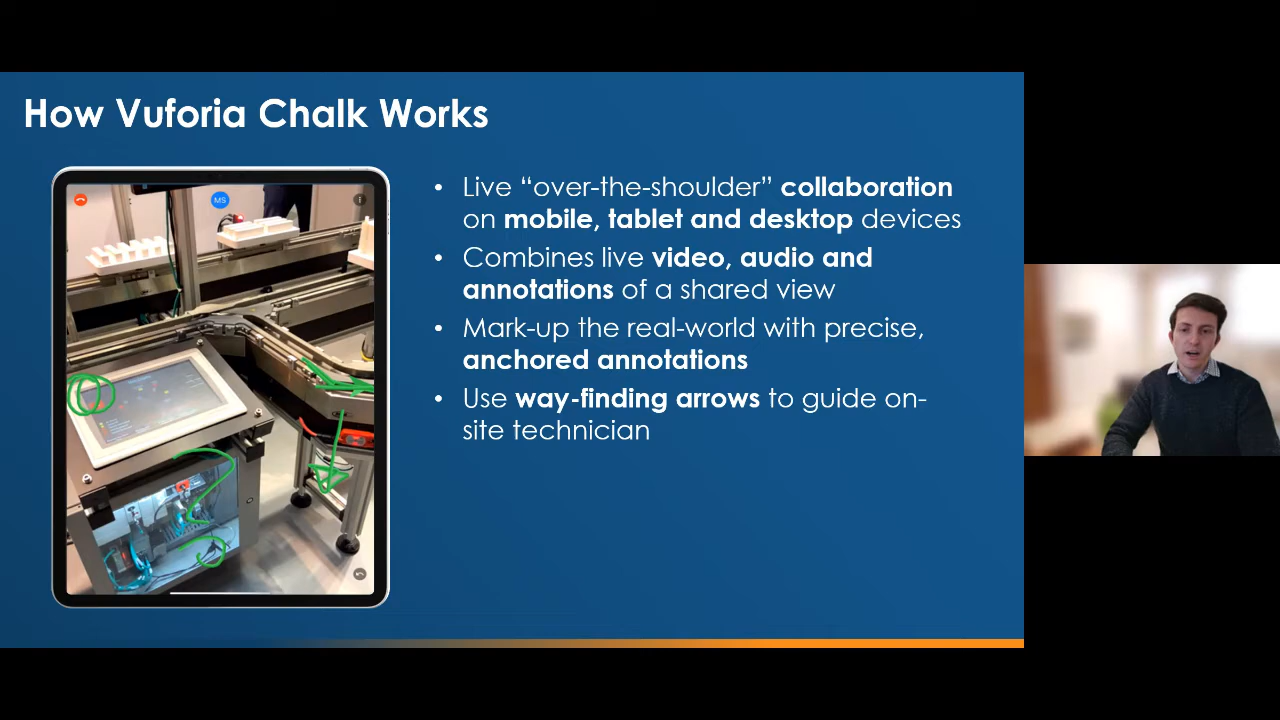 How Vuforia Chalk Works
MS
• Live “over-the-shoulder” collaboration
on mobile, tablet and desktop devices
• Combines live video, audio and
annotations of a shared view
• Mark-up the real-world with precise,
anchored annotations
• Use way-finding arrows to guide on-
site technician